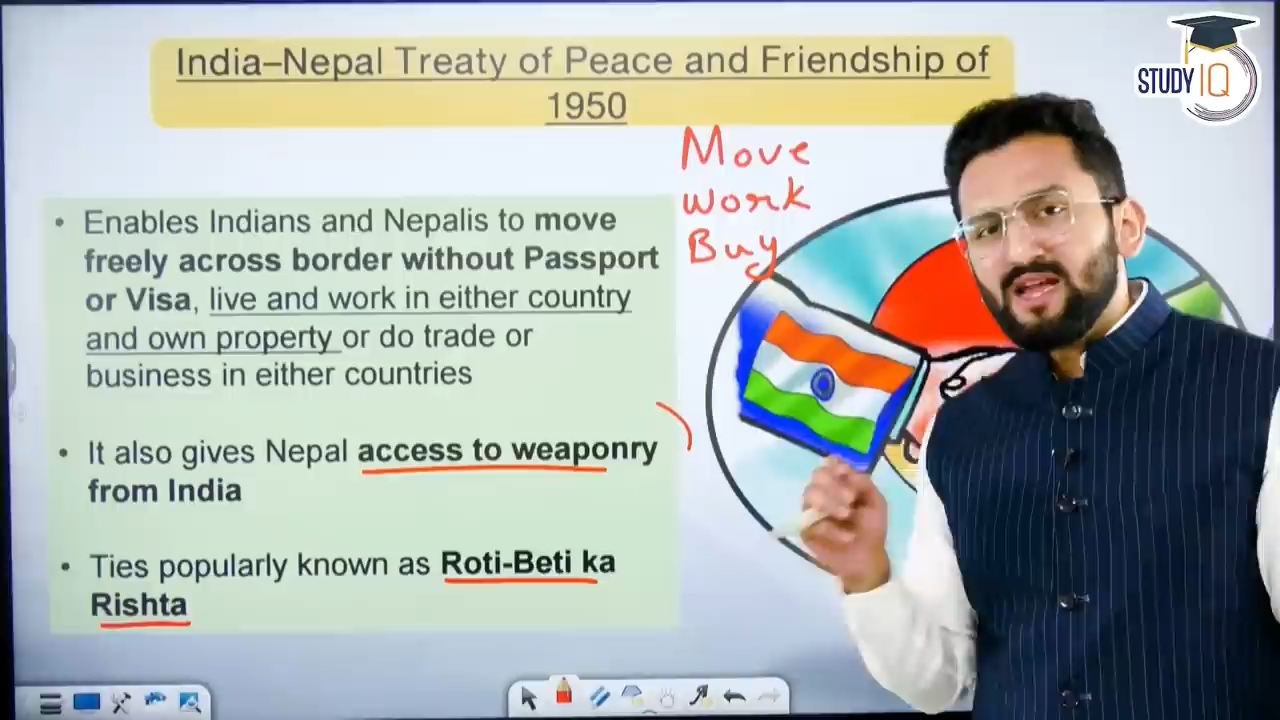 India–Nepal Treaty of Peace and Friendship of
1950
STUDY IQ
Move
Work
Buy
• Enables Indians and Nepalis to move
freely across border without Passport
or Visa, live and work in either country
and own property or do trade or
business in either countries
• It also gives Nepal access to weaponry
from India
• Ties popularly known as Roti-Beti ka
Rishta